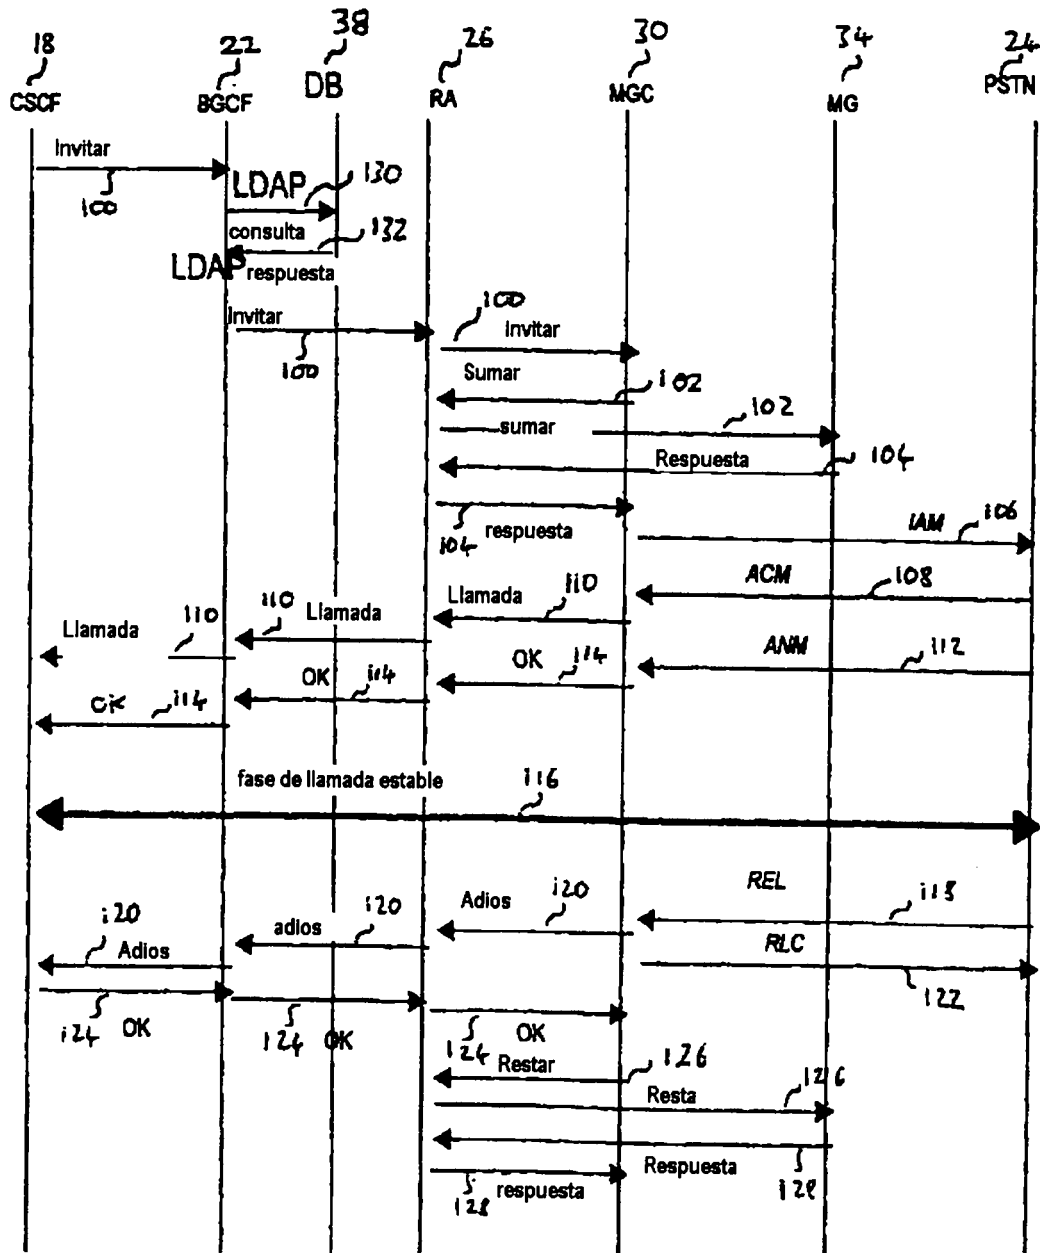 18 22 38 26 30 34 24
CSCF BGCF DB RA MGC MG PSTN
Invitar
100
LDAP 130
consulta 132
LDAP respuesta
Invitar
100
100
Invitar
Sumar 102
sumar 102
Respuesta 104
104 respuesta
IAM 106
ACM 108
Llamada 110
110 Llamada
Llamada 110
ANM 112
OK 114
OK 114
OK 114
fase de llamada estable 116
REL 118
Adios 120
adios 120
120
Adios
RLC
122
124 OK
124 OK
124 OK
Restar 126
Resta 126
Respuesta 128
128 respuesta